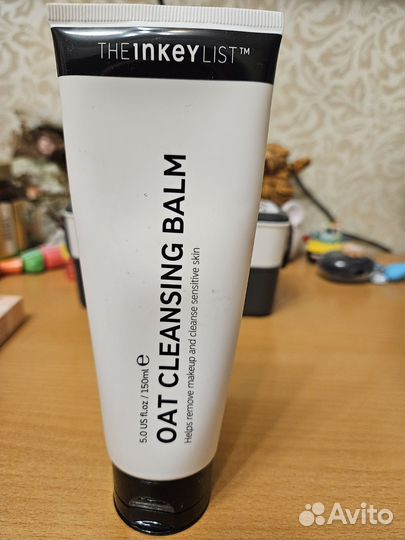 THE INKEY LIST™
OAT CLEANSING BALM
Helps remove makeup and cleanse sensitive skin
5.0 US fl.oz / 150ml ℮
Avito